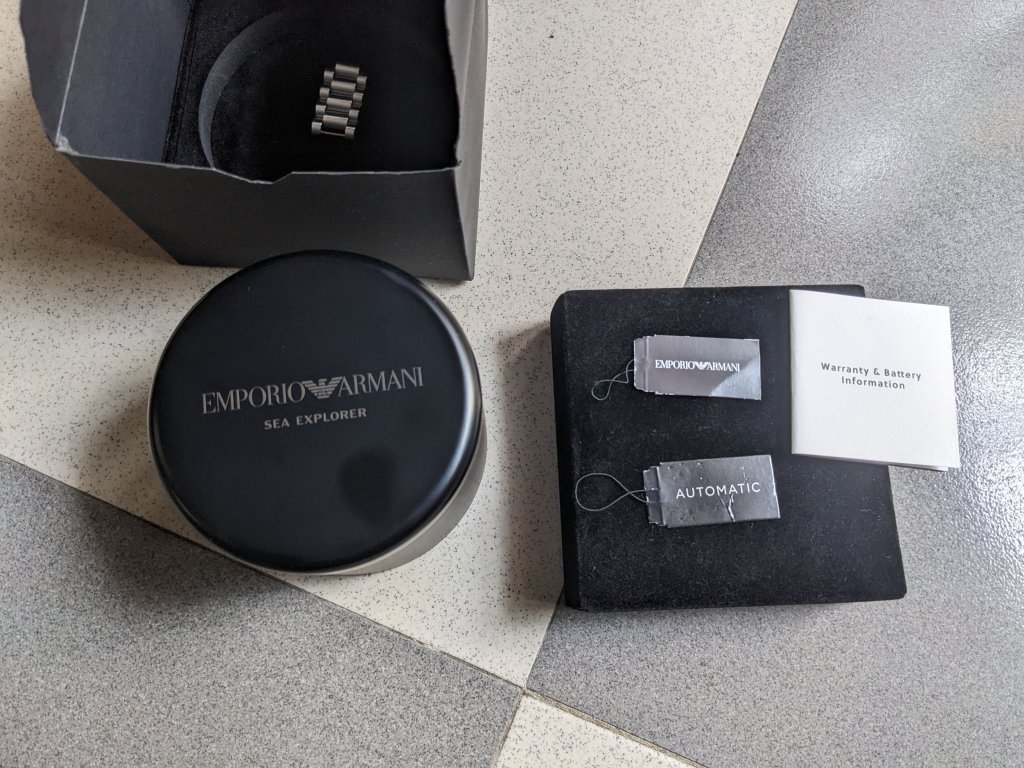 EMPORIO ARMANI
SEA EXPLORER
EMPORIO ARMANI
AUTOMATIC
Warranty & Battery
Information